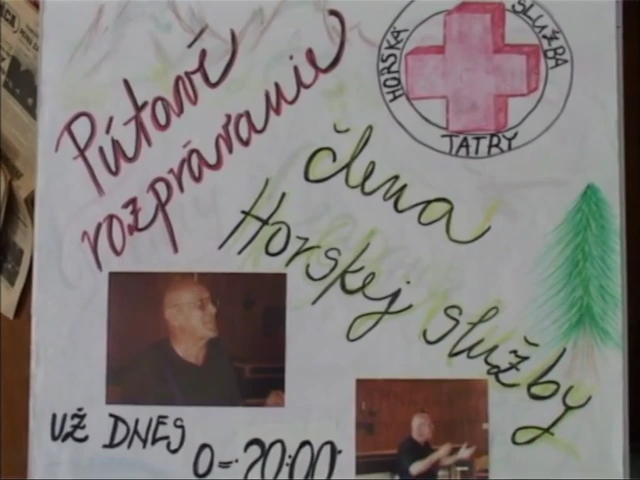 HORSKÁ SLUŽBA
TATRY
Pútavé
rozprávanie
člena
Horskej služby
UŽ DNES
O 20:00